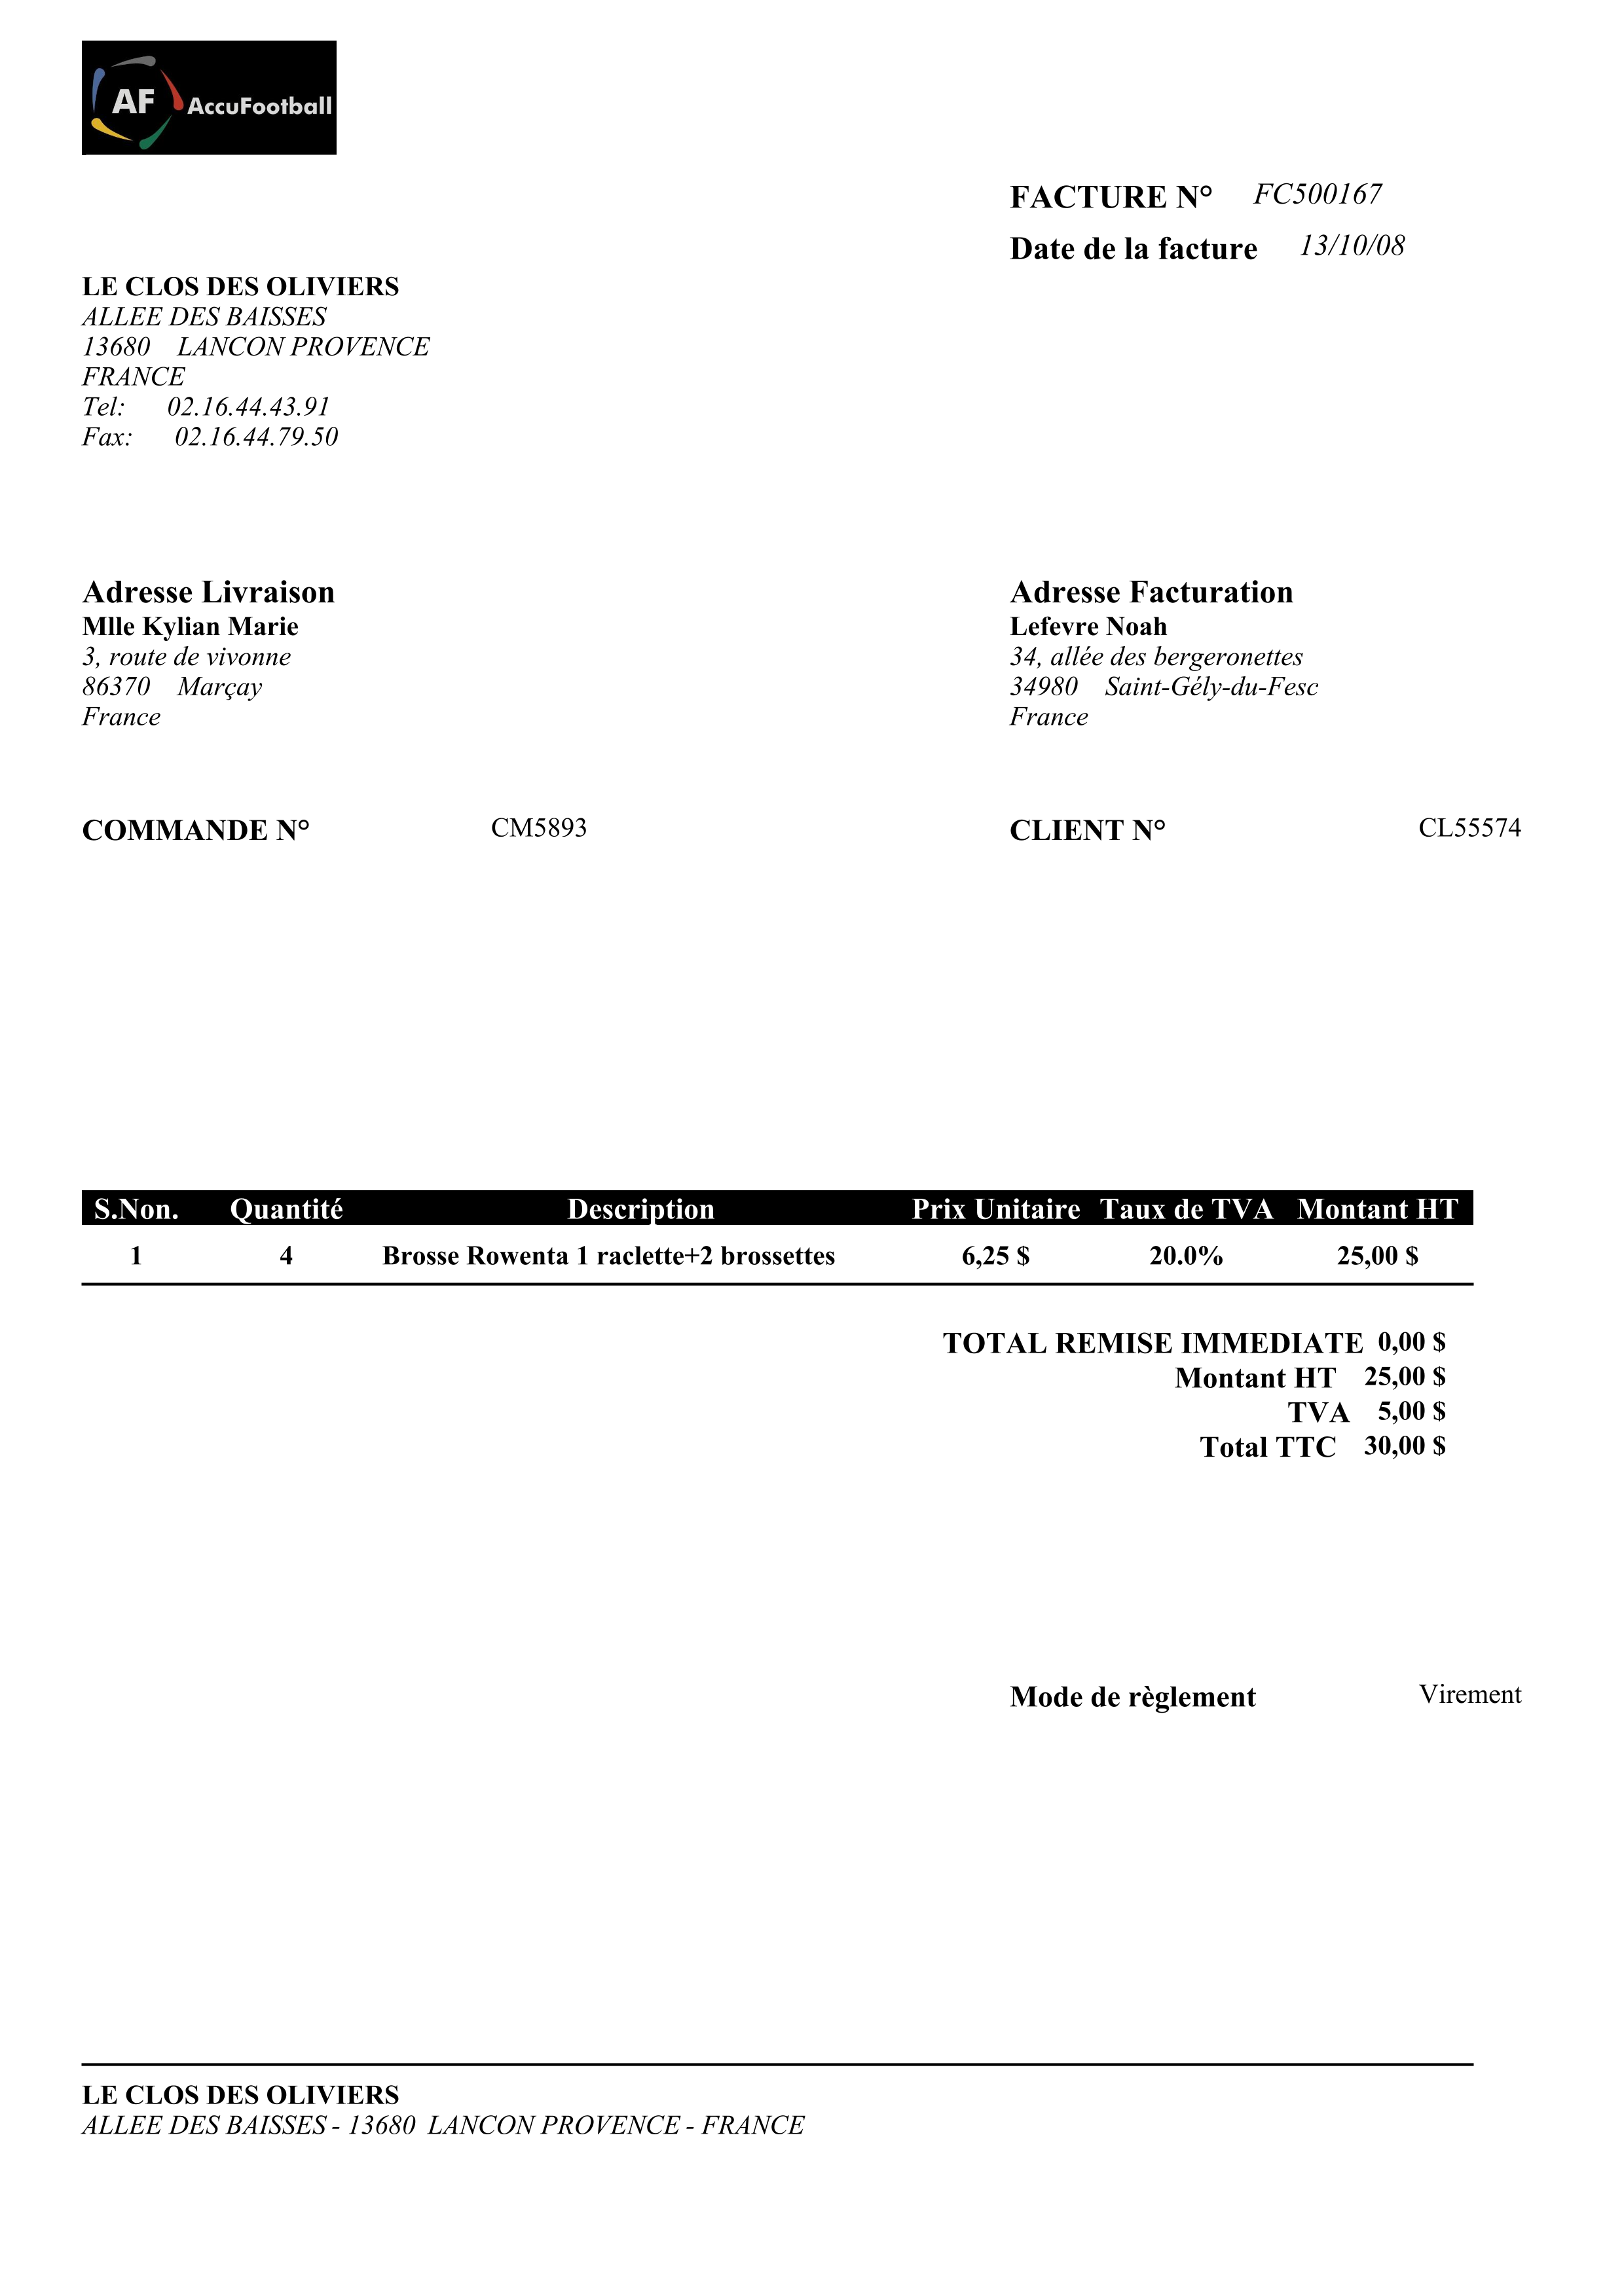 AF AccuFootball
FACTURE N° FC500167
Date de la facture 13/10/08
LE CLOS DES OLIVIERS
ALLEE DES BAISSES
13680 LANCON PROVENCE
FRANCE
Tel: 02.16.44.43.91
Fax: 02.16.44.79.50
Adresse Livraison
Mlle Kylian Marie
3, route de vivonne
86370 Marçay
France
Adresse Facturation
Lefevre Noah
34, allée des bergeronettes
34980 Saint-Gély-du-Fesc
France
COMMANDE N° CM5893
CLIENT N° CL55574
S.Non. Quantité Description Prix Unitaire Taux de TVA Montant HT
1 4 Brosse Rowenta 1 raclette+2 brossettes 6,25 $ 20.0% 25,00 $
TOTAL REMISE IMMEDIATE 0,00 $
Montant HT 25,00 $
TVA 5,00 $
Total TTC 30,00 $
Mode de règlement Virement
LE CLOS DES OLIVIERS
ALLEE DES BAISSES - 13680 LANCON PROVENCE - FRANCE